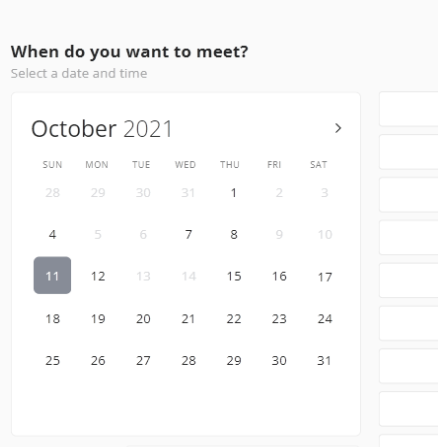 When do you want to meet?
Select a date and time
October 2021
SUN MON TUE WED THU FRI SAT
28 29 30 31 1 2 3
4 5 6 7 8 9 10
11 12 13 14 15 16 17
18 19 20 21 22 23 24
25 26 27 28 29 30 31